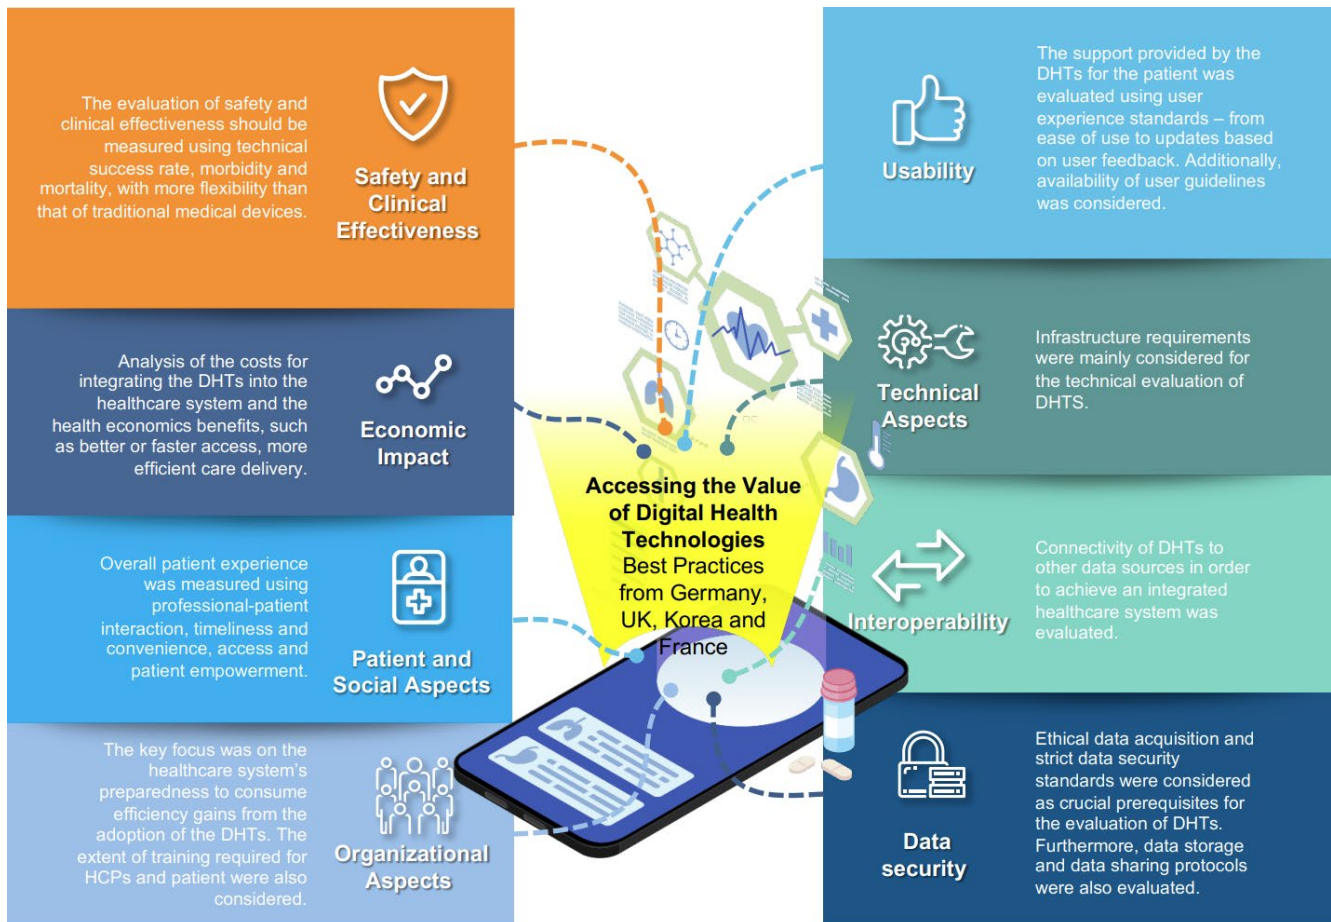 The evaluation of safety and
clinical effectiveness should be
measured using technical
success rate, morbidity and
mortality, with more flexibility than
that of traditional medical devices.
Safety and
Clinical
Effectiveness
Analysis of the costs for
integrating the DHTs into the
healthcare system and the
health economics benefits, such
as better or faster access, more
efficient care delivery.
Economic
Impact
Overall patient experience
was measured using
professional-patient
interaction, timeliness and
convenience, access and
patient empowerment.
Patient and
Social Aspects
The key focus was on the
healthcare system's
preparedness to consume
efficiency gains from the
adoption of the DHTs. The
extent of training required for
HCPs and patient were also
considered.
Organizational
Aspects
Accessing the Value
of Digital Health
Technologies
Best Practices
from Germany,
UK, Korea and
France
Usability
The support provided by the
DHTs for the patient was
evaluated using user
experience standards – from
ease of use to updates based
on user feedback. Additionally,
availability of user guidelines
was considered.
Technical
Aspects
Infrastructure requirements
were mainly considered for
the technical evaluation of
DHTS.
Interoperability
Connectivity of DHTs to
other data sources in order
to achieve an integrated
healthcare system was
evaluated.
Data
security
Ethical data acquisition and
strict data security
standards were considered
as crucial prerequisites for
the evaluation of DHTs.
Furthermore, data storage
and data sharing protocols
were also evaluated.